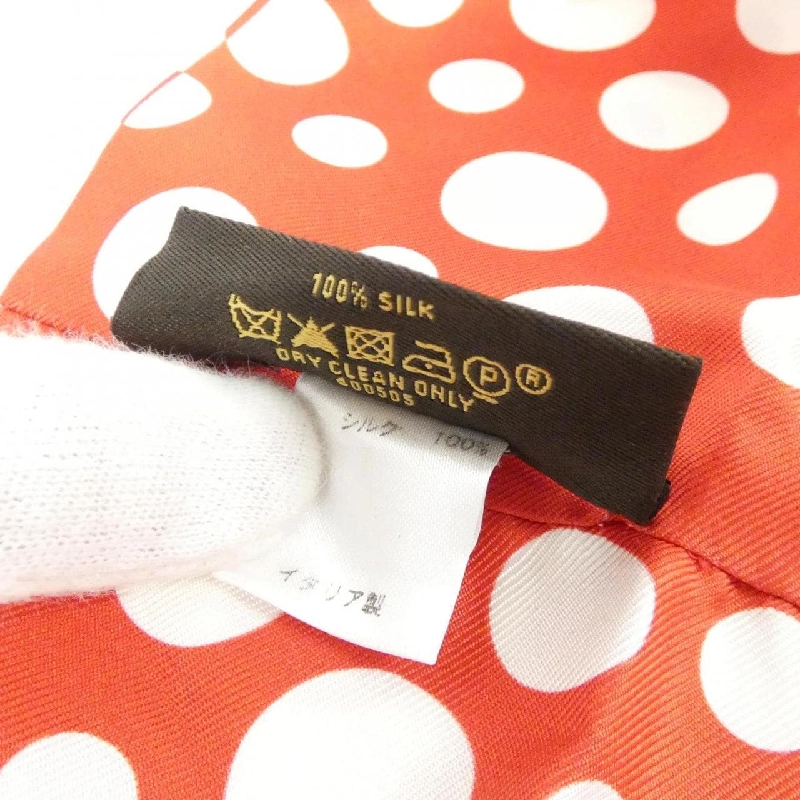 100% SILK
P R
DRY CLEAN ONLY
400505
シルク 100%
イタリア製